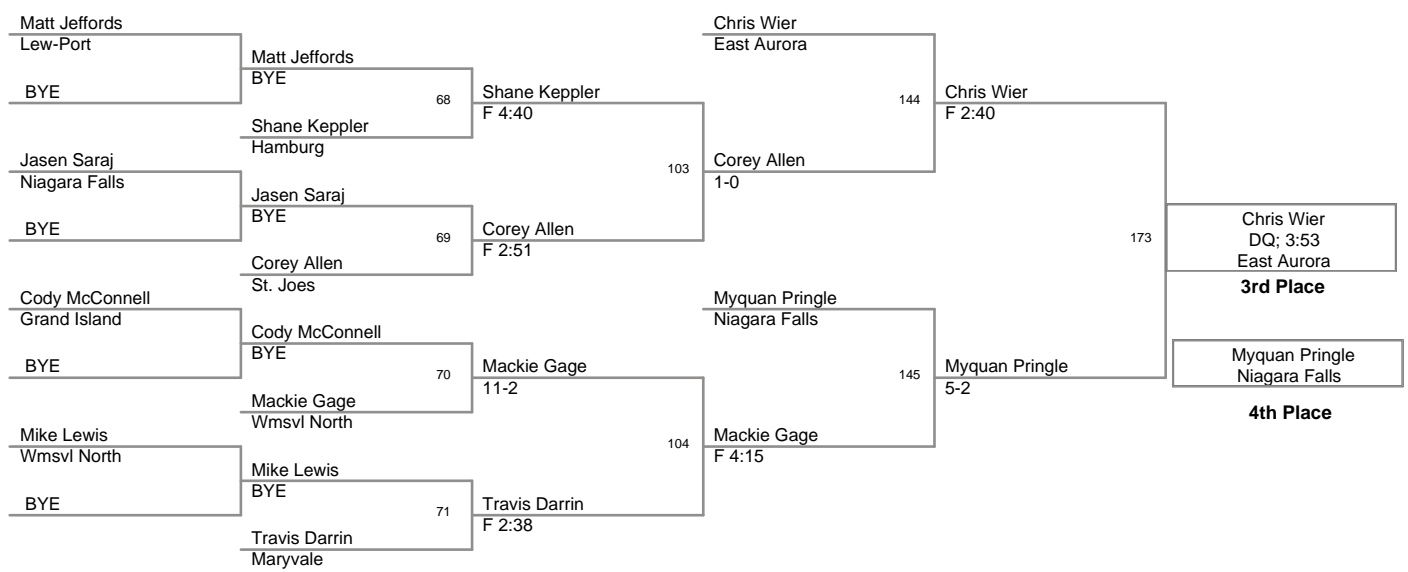 Matt Jeffords
Lew-Port
BYE
Jasen Saraj
Niagara Falls
BYE
Cody McConnell
Grand Island
BYE
Mike Lewis
Wmsvl North
BYE
Matt Jeffords
BYE
68
Shane Keppler
Hamburg
Jasen Saraj
BYE
69
Corey Allen
St. Joes
Cody McConnell
BYE
70
Mackie Gage
Wmsvl North
Mike Lewis
BYE
71
Travis Darrin
Maryvale
Shane Keppler
F 4:40
103
Corey Allen
F 2:51
Mackie Gage
11-2
104
Travis Darrin
F 2:38
Chris Wier
East Aurora
144
Corey Allen
1-0
Myquan Pringle
Niagara Falls
145
Mackie Gage
F 4:15
Chris Wier
F 2:40
173
Myquan Pringle
5-2
Chris Wier
DQ; 3:53
East Aurora
3rd Place
Myquan Pringle
Niagara Falls
4th Place